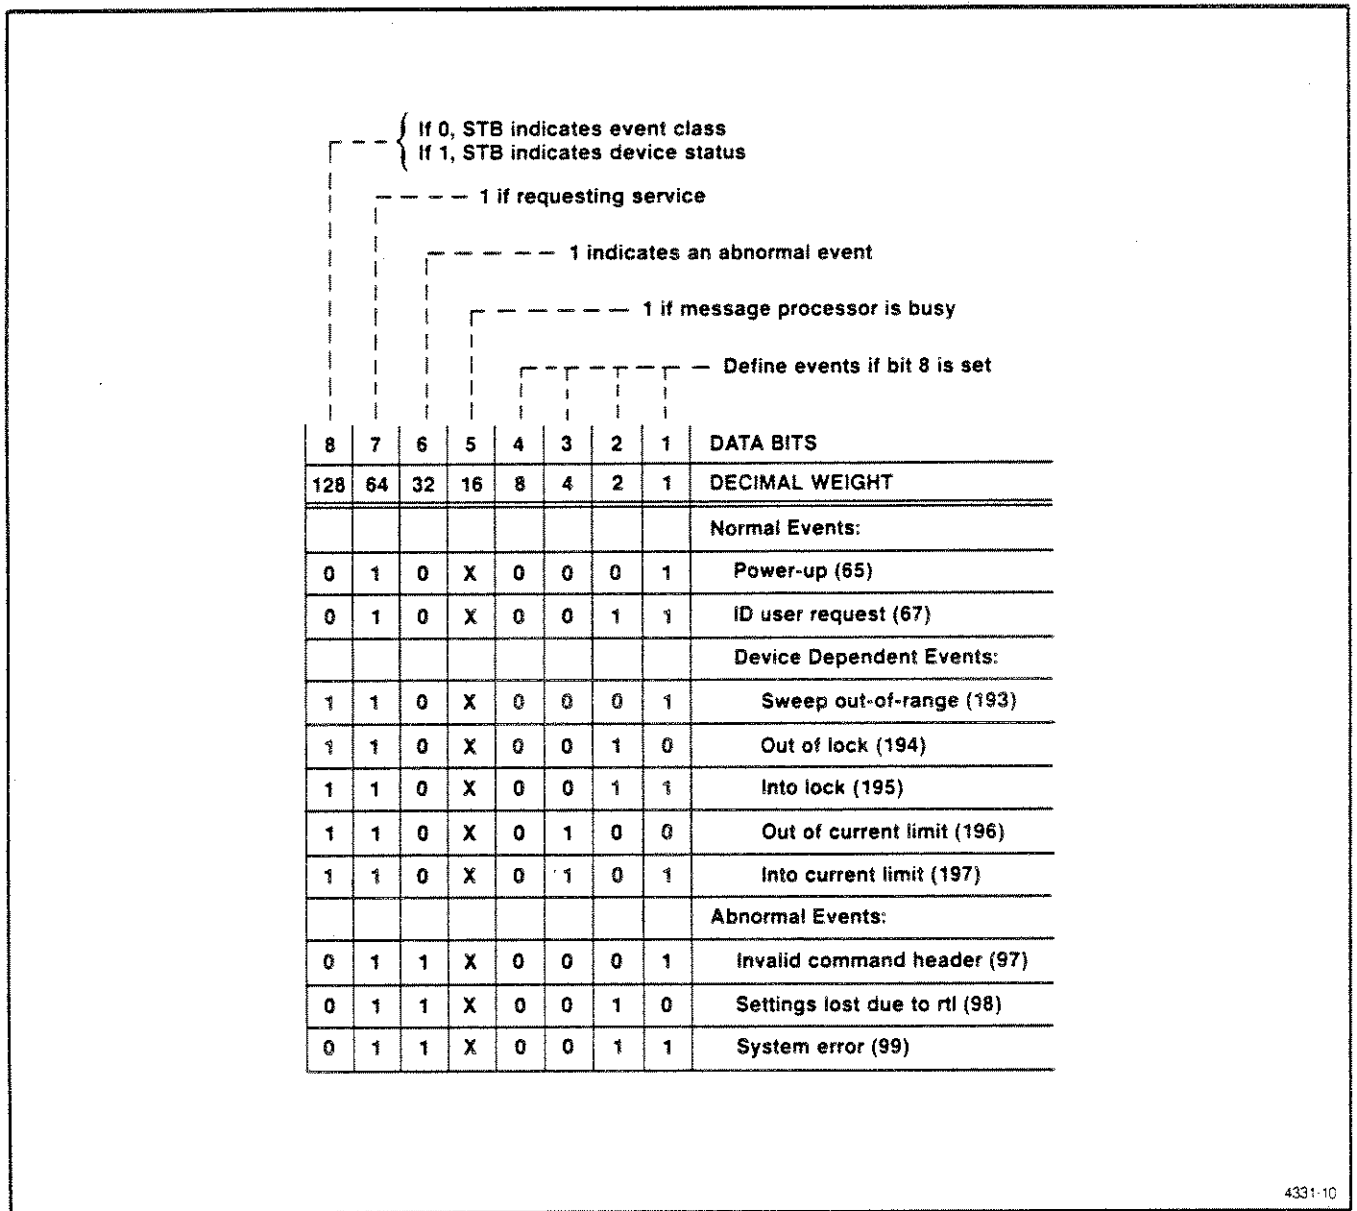 If 0, STB indicates event class
If 1, STB indicates device status
1 if requesting service
1 indicates an abnormal event
1 if message processor is busy
Define events if bit 8 is set
8 7 6 5 4 3 2 1 DATA BITS
128 64 32 16 8 4 2 1 DECIMAL WEIGHT
Normal Events:
0 1 0 X 0 0 0 1 Power-up (65)
0 1 0 X 0 0 1 1 ID user request (67)
Device Dependent Events:
1 1 0 X 0 0 0 1 Sweep out-of-range (193)
1 1 0 X 0 0 1 0 Out of lock (194)
1 1 0 X 0 0 1 1 Into lock (195)
1 1 0 X 0 1 0 0 Out of current limit (196)
1 1 0 X 0 1 0 1 Into current limit (197)
Abnormal Events:
0 1 1 X 0 0 0 1 Invalid command header (97)
0 1 1 X 0 0 1 0 Settings lost due to rtl (98)
0 1 1 X 0 0 1 1 System error (99)
4331-10